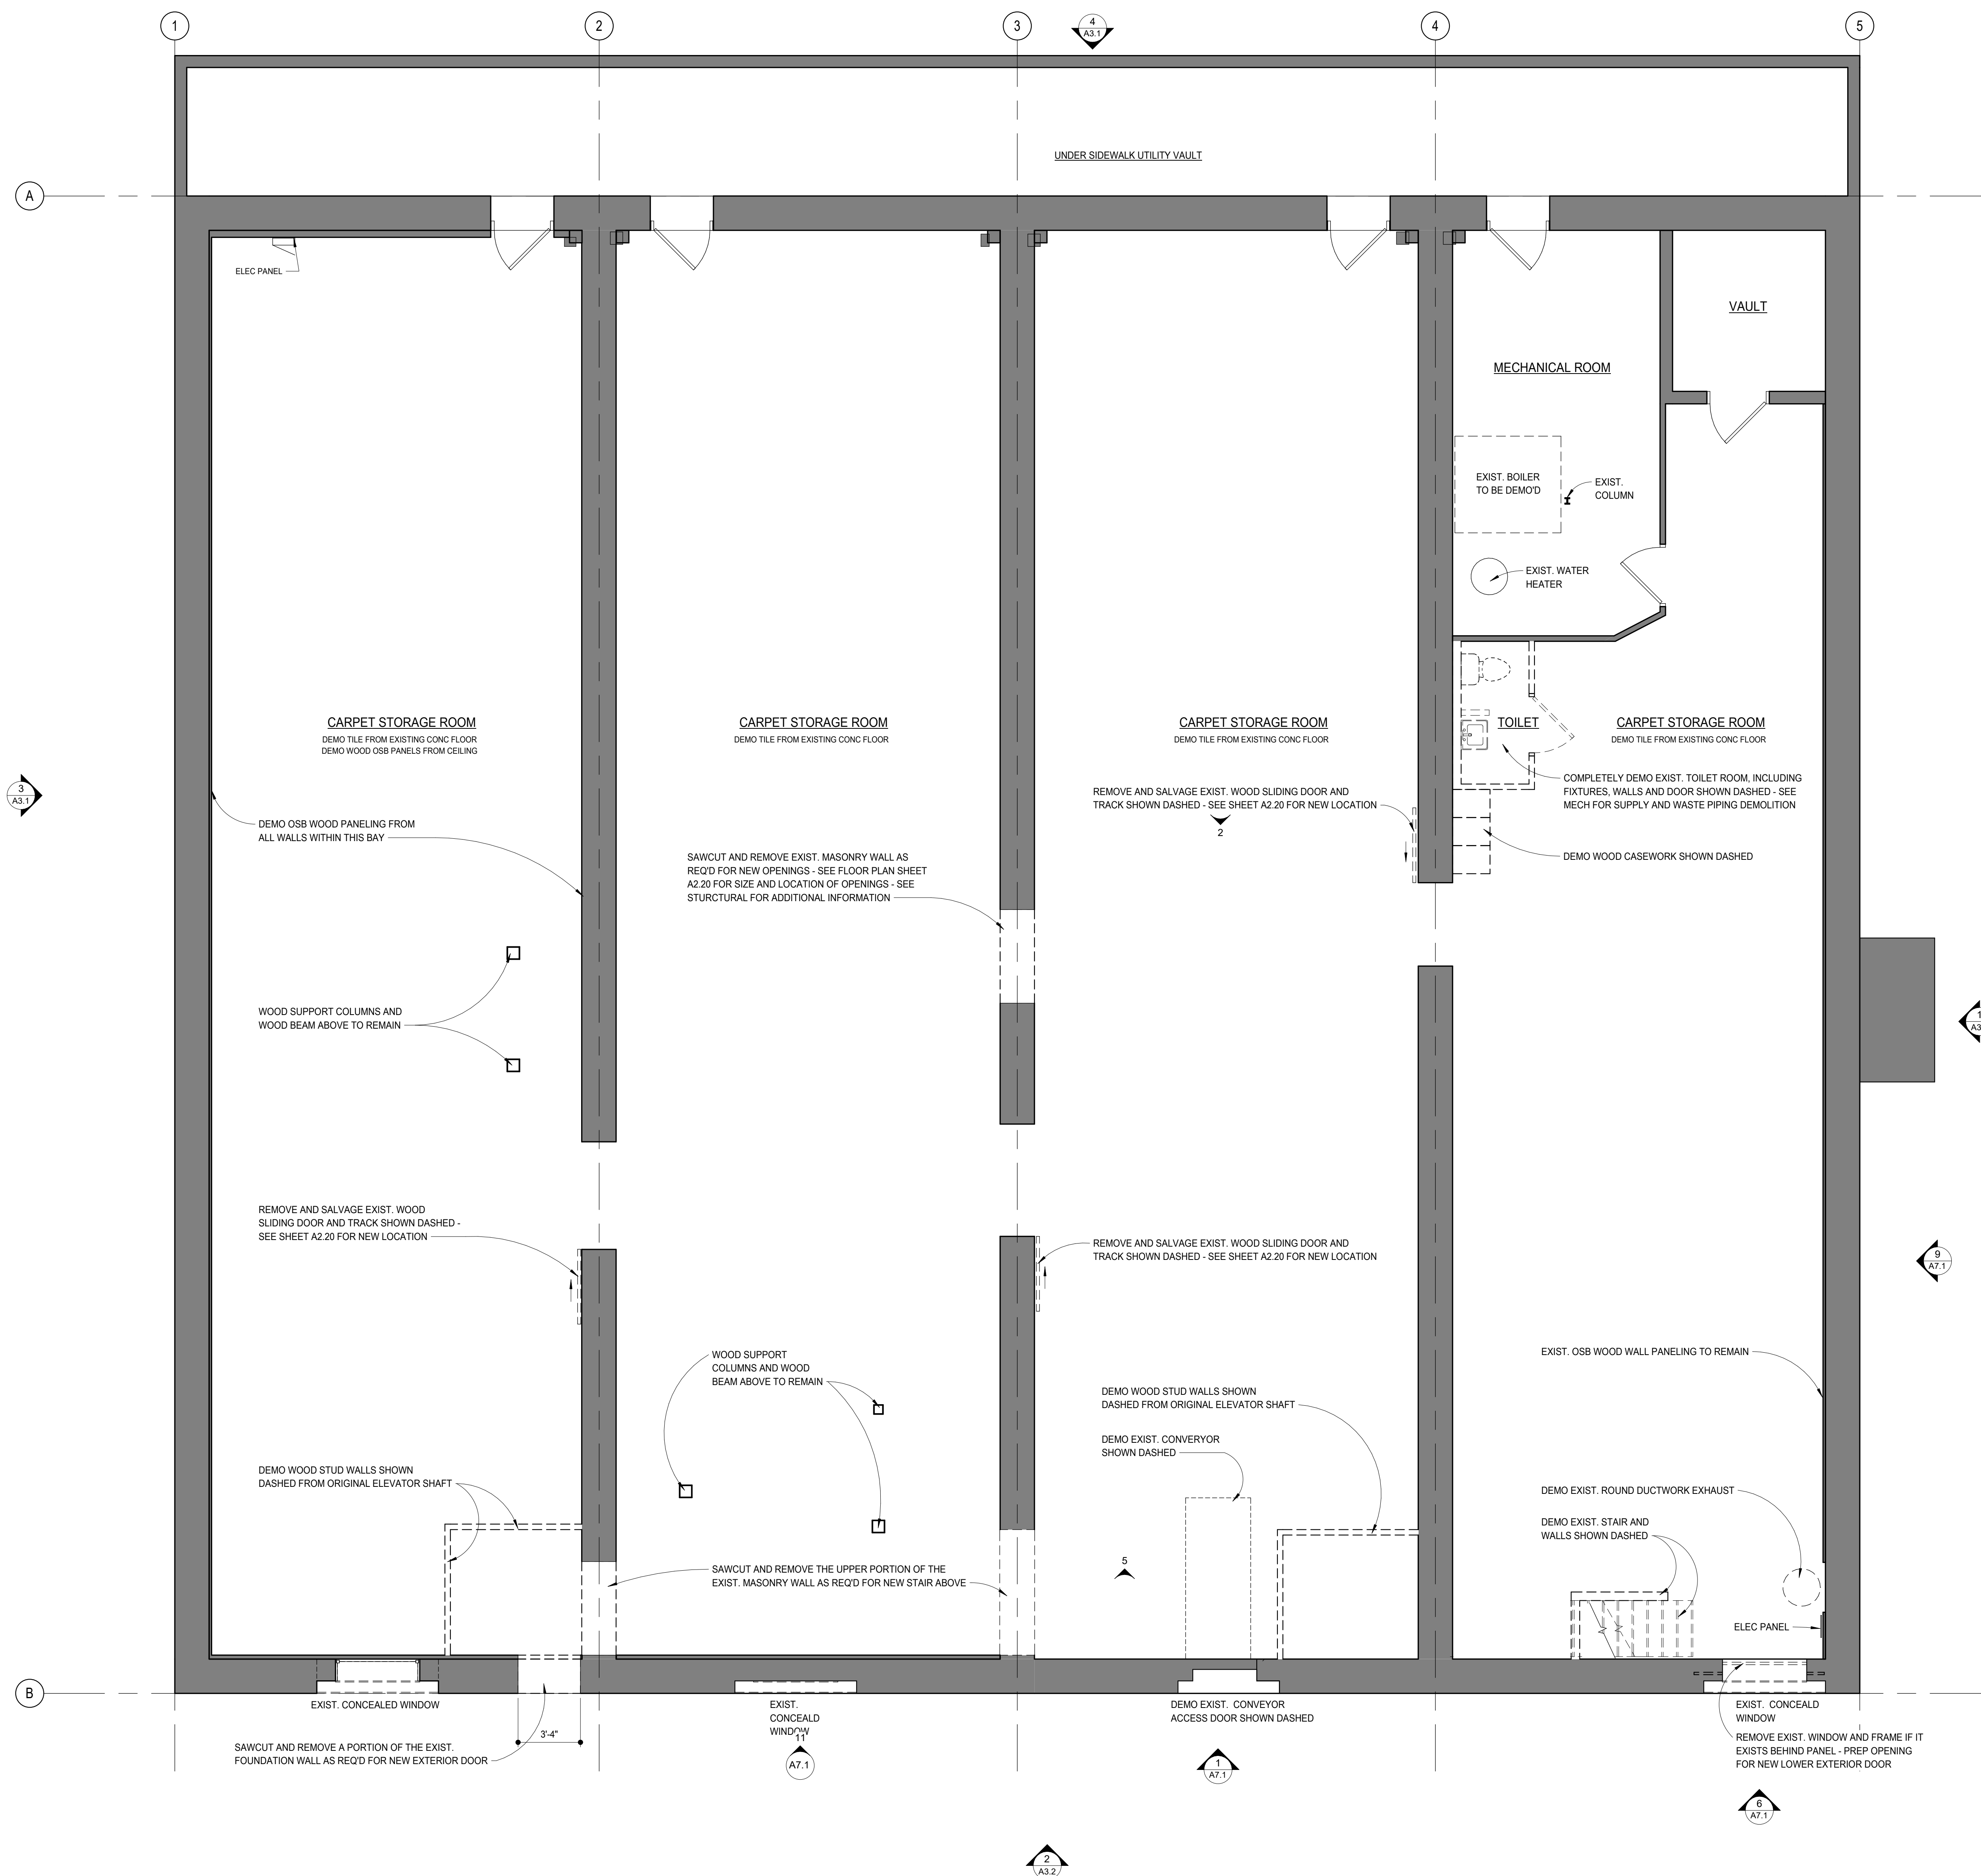 1
2
3
4
5
4
A3.1
UNDER SIDEWALK UTILITY VAULT
A
ELEC PANEL
VAULT
MECHANICAL ROOM
EXIST. BOILER
TO BE DEMO'D
EXIST.
COLUMN
EXIST. WATER
HEATER
CARPET STORAGE ROOM
DEMO TILE FROM EXISTING CONC FLOOR
DEMO WOOD OSB PANELS FROM CEILING
CARPET STORAGE ROOM
DEMO TILE FROM EXISTING CONC FLOOR
CARPET STORAGE ROOM
DEMO TILE FROM EXISTING CONC FLOOR
TOILET
CARPET STORAGE ROOM
DEMO TILE FROM EXISTING CONC FLOOR
3
A3.1
DEMO OSB WOOD PANELING FROM
ALL WALLS WITHIN THIS BAY
SAWCUT AND REMOVE EXIST. MASONRY WALL AS
REQ'D FOR NEW OPENINGS - SEE FLOOR PLAN SHEET
A2.20 FOR SIZE AND LOCATION OF OPENINGS - SEE
STURCTURAL FOR ADDITIONAL INFORMATION
REMOVE AND SALVAGE EXIST. WOOD SLIDING DOOR AND
TRACK SHOWN DASHED - SEE SHEET A2.20 FOR NEW LOCATION
2
COMPLETELY DEMO EXIST. TOILET ROOM, INCLUDING
FIXTURES, WALLS AND DOOR SHOWN DASHED - SEE
MECH FOR SUPPLY AND WASTE PIPING DEMOLITION
DEMO WOOD CASEWORK SHOWN DASHED
WOOD SUPPORT COLUMNS AND
WOOD BEAM ABOVE TO REMAIN
1
A3
REMOVE AND SALVAGE EXIST. WOOD
SLIDING DOOR AND TRACK SHOWN DASHED -
SEE SHEET A2.20 FOR NEW LOCATION
REMOVE AND SALVAGE EXIST. WOOD SLIDING DOOR AND
TRACK SHOWN DASHED - SEE SHEET A2.20 FOR NEW LOCATION
9
A7.1
WOOD SUPPORT
COLUMNS AND WOOD
BEAM ABOVE TO REMAIN
EXIST. OSB WOOD WALL PANELING TO REMAIN
DEMO WOOD STUD WALLS SHOWN
DASHED FROM ORIGINAL ELEVATOR SHAFT
DEMO EXIST. CONVERYOR
SHOWN DASHED
DEMO WOOD STUD WALLS SHOWN
DASHED FROM ORIGINAL ELEVATOR SHAFT
DEMO EXIST. ROUND DUCTWORK EXHAUST
DEMO EXIST. STAIR AND
WALLS SHOWN DASHED
SAWCUT AND REMOVE THE UPPER PORTION OF THE
EXIST. MASONRY WALL AS REQ'D FOR NEW STAIR ABOVE
5
ELEC PANEL
B
EXIST. CONCEALED WINDOW
EXIST.
CONCEALD
WINDOW
DEMO EXIST. CONVEYOR
ACCESS DOOR SHOWN DASHED
EXIST. CONCEALD
WINDOW
3'-4"
SAWCUT AND REMOVE A PORTION OF THE EXIST.
FOUNDATION WALL AS REQ'D FOR NEW EXTERIOR DOOR
REMOVE EXIST. WINDOW AND FRAME IF IT
EXISTS BEHIND PANEL - PREP OPENING
FOR NEW LOWER EXTERIOR DOOR
11
A7.1
1
A7.1
6
A7.1
2
A3.2